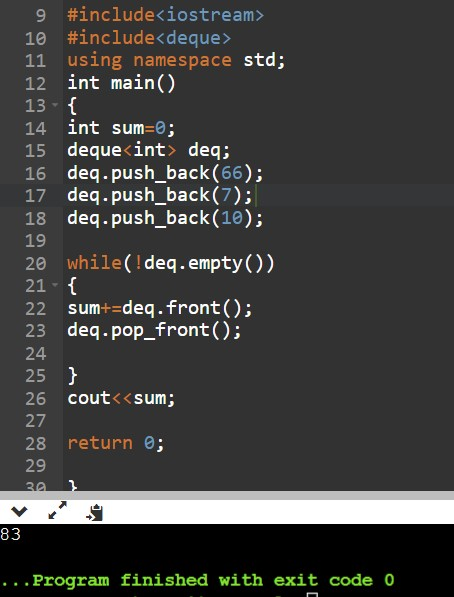 9 #include<iostream>
10 #include<deque>
11 using namespace std;
12 int main()
13 {
14 int sum=0;
15 deque<int> deq;
16 deq.push_back(66);
17 deq.push_back(7);
18 deq.push_back(10);
19
20 while(!deq.empty())
21 {
22 sum+=deq.front();
23 deq.pop_front();
24
25 }
26 cout<<sum;
27
28 return 0;
29
30 }
83
...Program finished with exit code 0